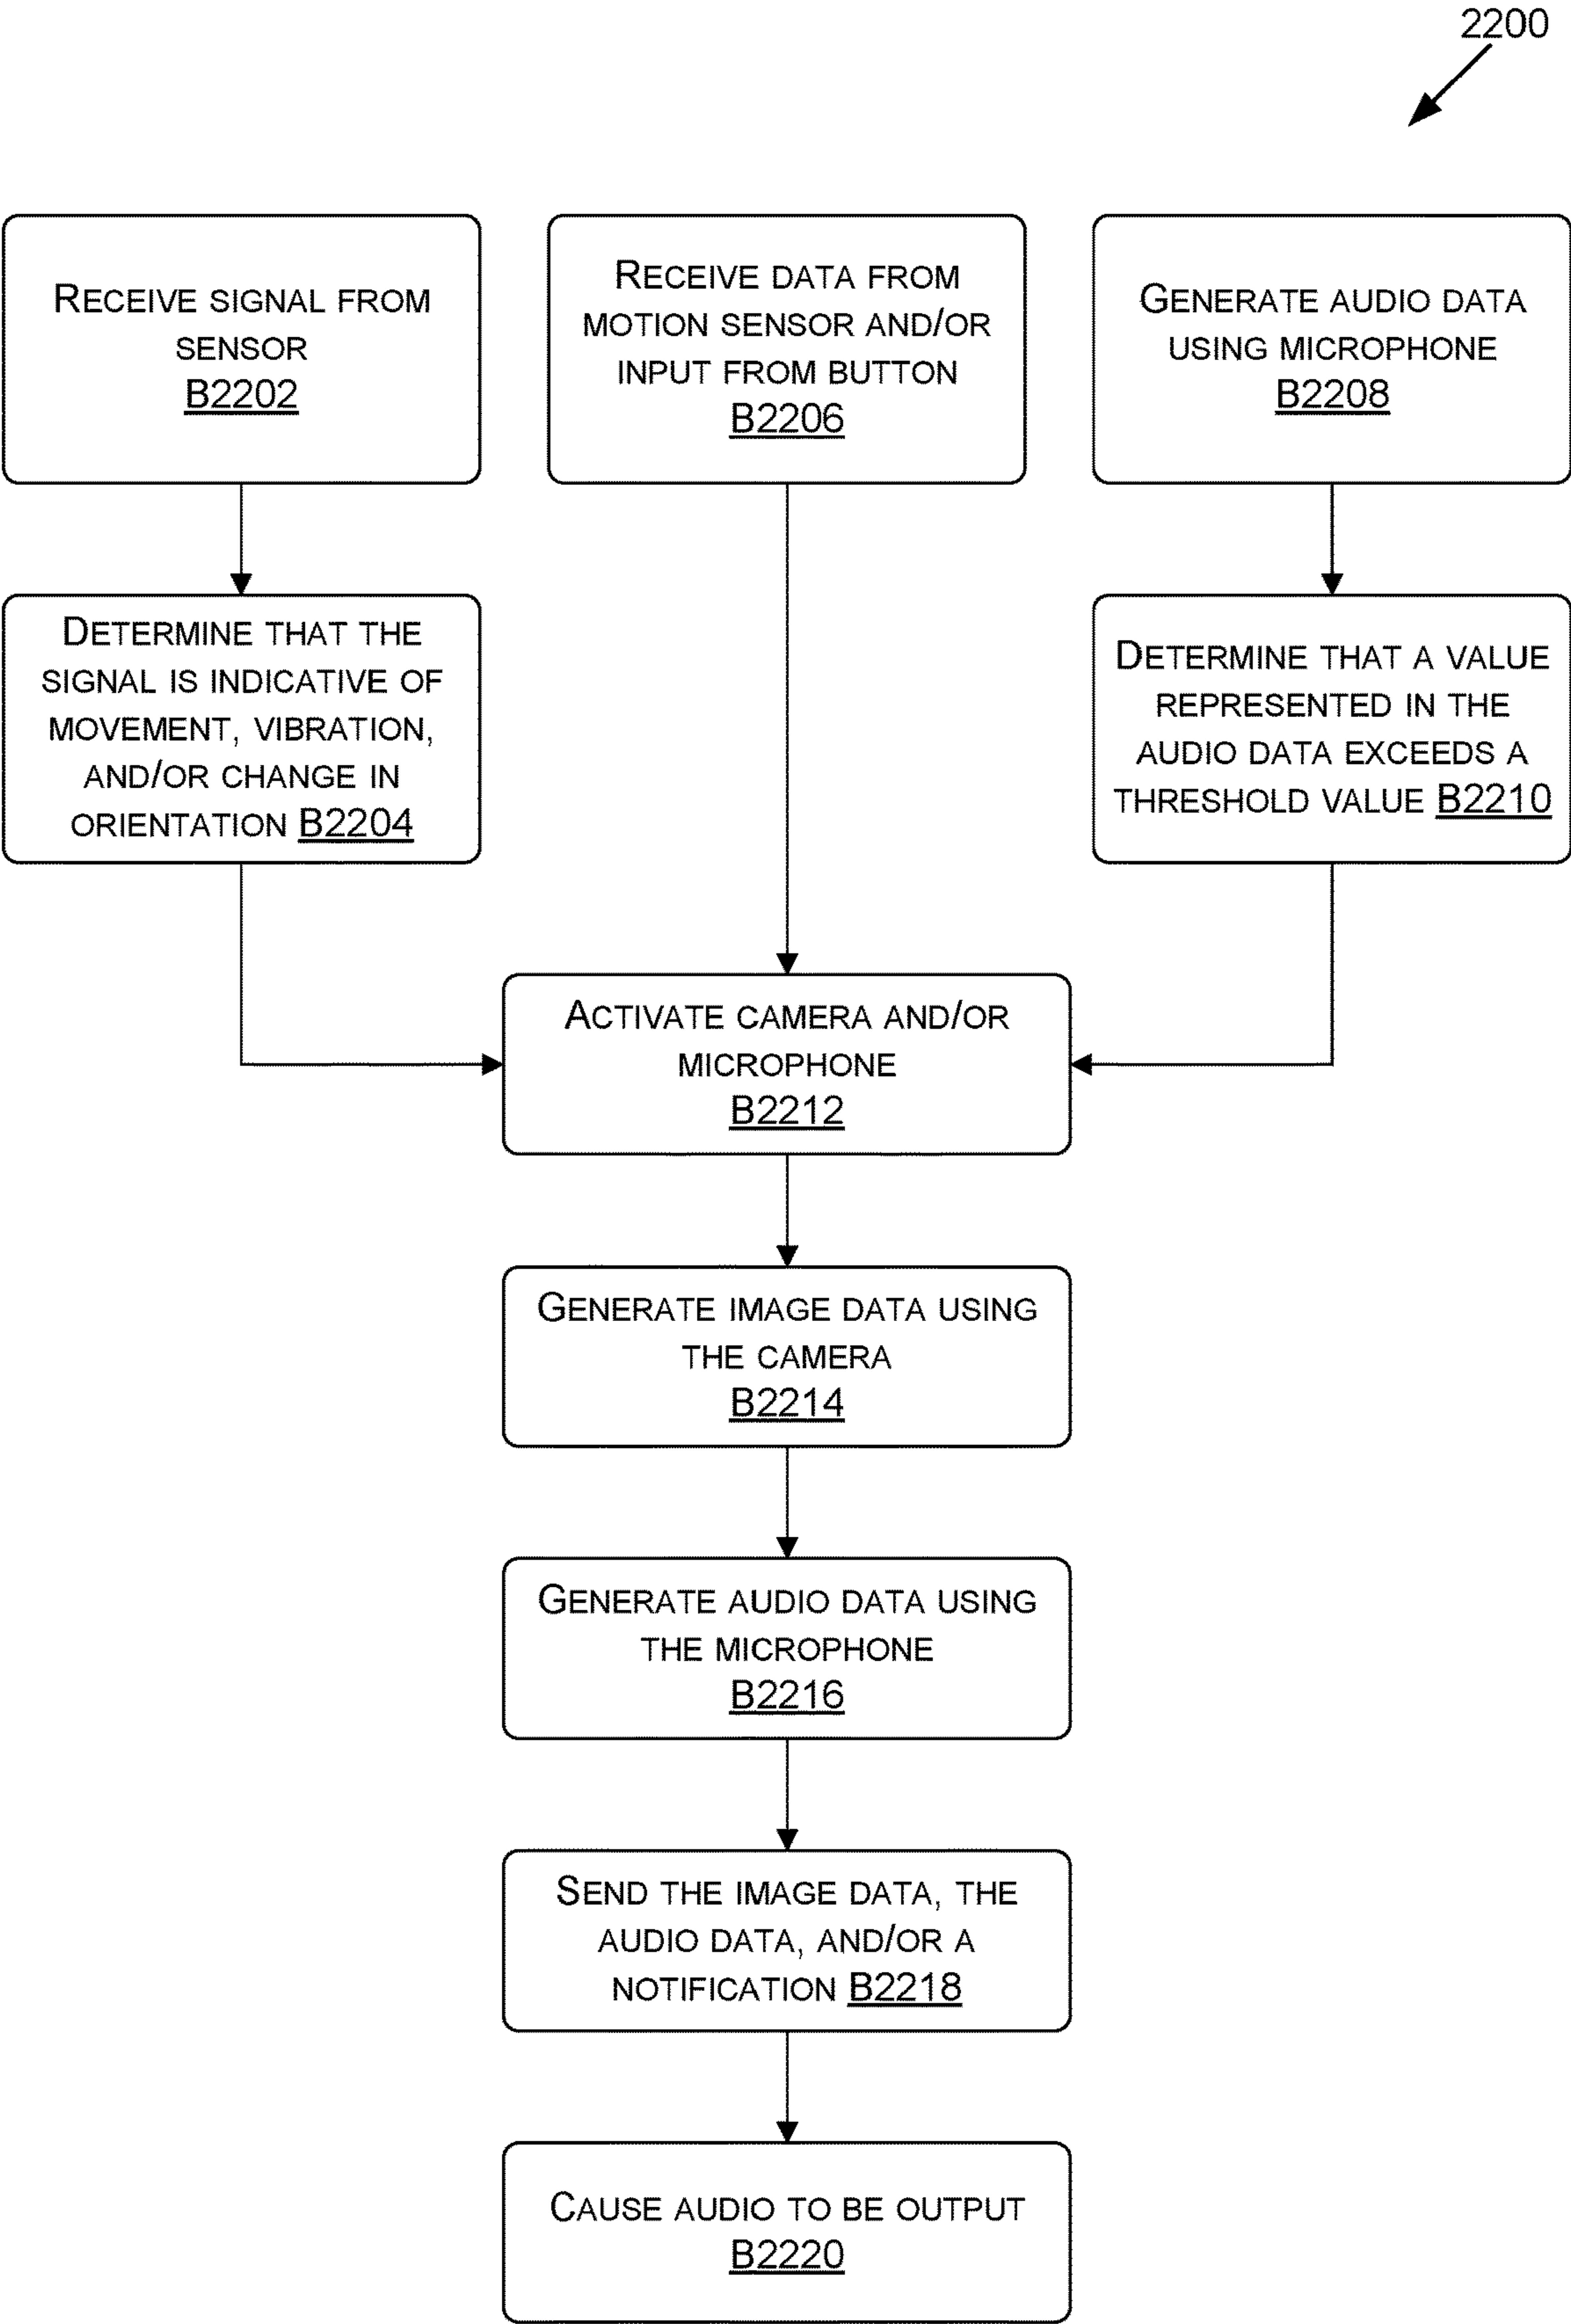 2200
RECEIVE SIGNAL FROM
SENSOR
B2202
RECEIVE DATA FROM
MOTION SENSOR AND/OR
INPUT FROM BUTTON
B2206
GENERATE AUDIO DATA
USING MICROPHONE
B2208
DETERMINE THAT THE
SIGNAL IS INDICATIVE OF
MOVEMENT, VIBRATION,
AND/OR CHANGE IN
ORIENTATION B2204
DETERMINE THAT A VALUE
REPRESENTED IN THE
AUDIO DATA EXCEEDS A
THRESHOLD VALUE B2210
ACTIVATE CAMERA AND/OR
MICROPHONE
B2212
GENERATE IMAGE DATA USING
THE CAMERA
B2214
GENERATE AUDIO DATA USING
THE MICROPHONE
B2216
SEND THE IMAGE DATA, THE
AUDIO DATA, AND/OR A
NOTIFICATION B2218
CAUSE AUDIO TO BE OUTPUT
B2220